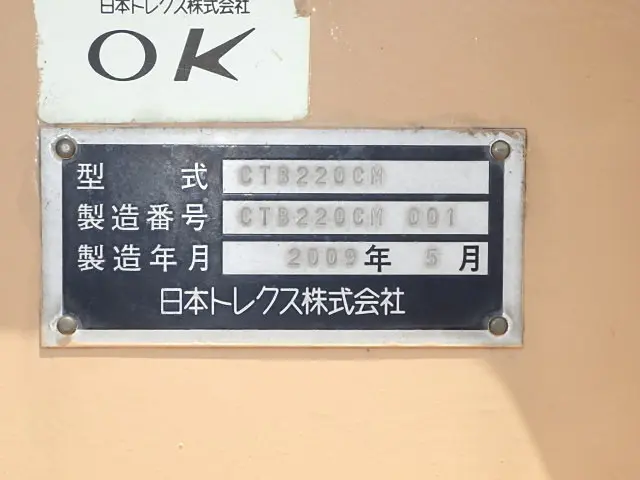 日本トレクス株式会社
OK
型 式 CTB220CM
製造番号 CTB220CM 001
製造年月 2009年 5月
日本トレクス株式会社